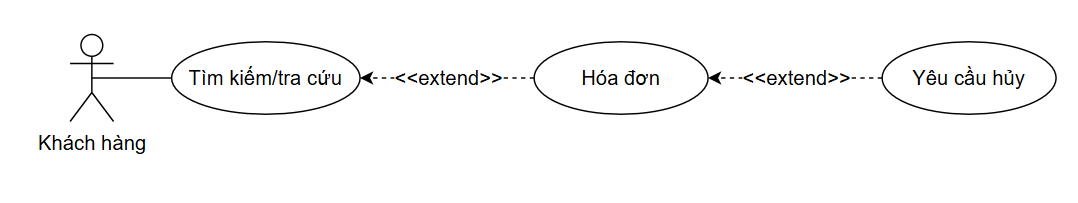 Tìm kiếm/tra cứu
<<extend>>
Hóa đơn
<<extend>>
Yêu cầu hủy
Khách hàng